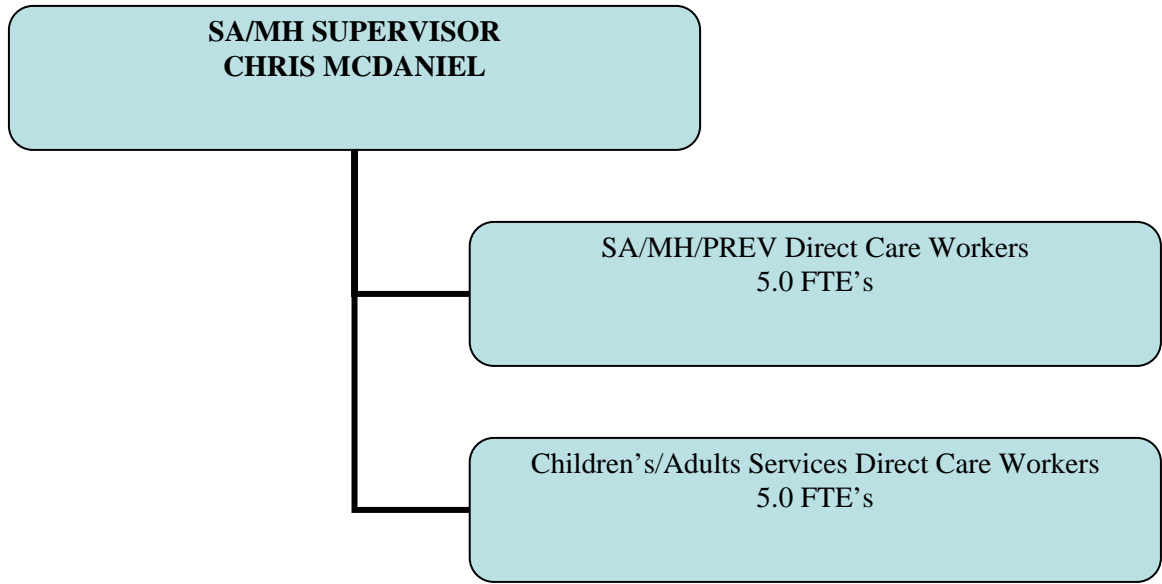 SA/MH SUPERVISOR
CHRIS MCDANIEL
SA/MH/PREV Direct Care Workers
5.0 FTE’s
Children’s/Adults Services Direct Care Workers
5.0 FTE’s